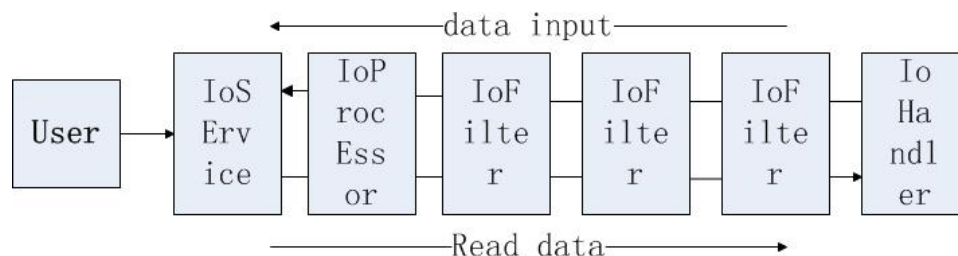 data input
User
IoS
Erv
ice
IoP
roc
Ess
or
IoF
ilte
r
IoF
ilte
r
IoF
ilte
r
Io
Ha
ndl
er
Read data